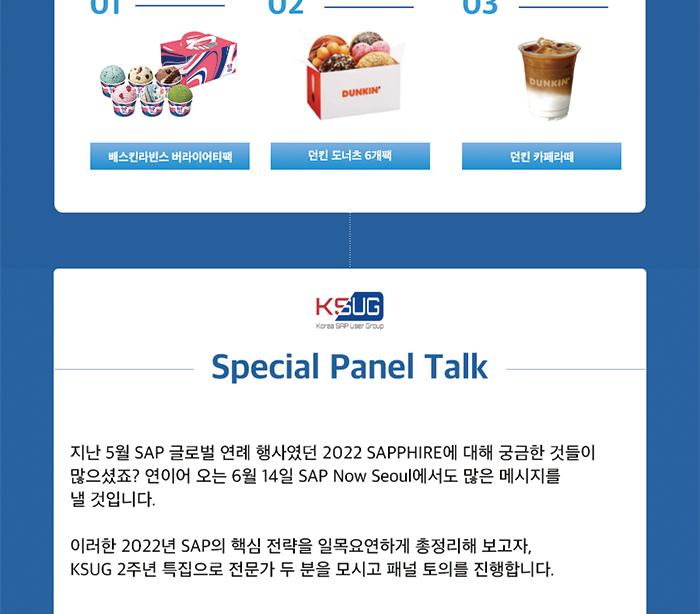 01
02
03
DUNKIN'
DUNKIN'
배스킨라빈스 버라이어티팩
던킨 도너츠 6개팩
던킨 카페라떼
KSUG
Korea SAP User Group
Special Panel Talk
지난 5월 SAP 글로벌 연례 행사였던 2022 SAPPHIRE에 대해 궁금한 것들이
많으셨죠? 연이어 오는 6월 14일 SAP Now Seoul에서도 많은 메시지를
낼 것입니다.
이러한 2022년 SAP의 핵심 전략을 일목요연하게 총정리해 보고자,
KSUG 2주년 특집으로 전문가 두 분을 모시고 패널 토의를 진행합니다.